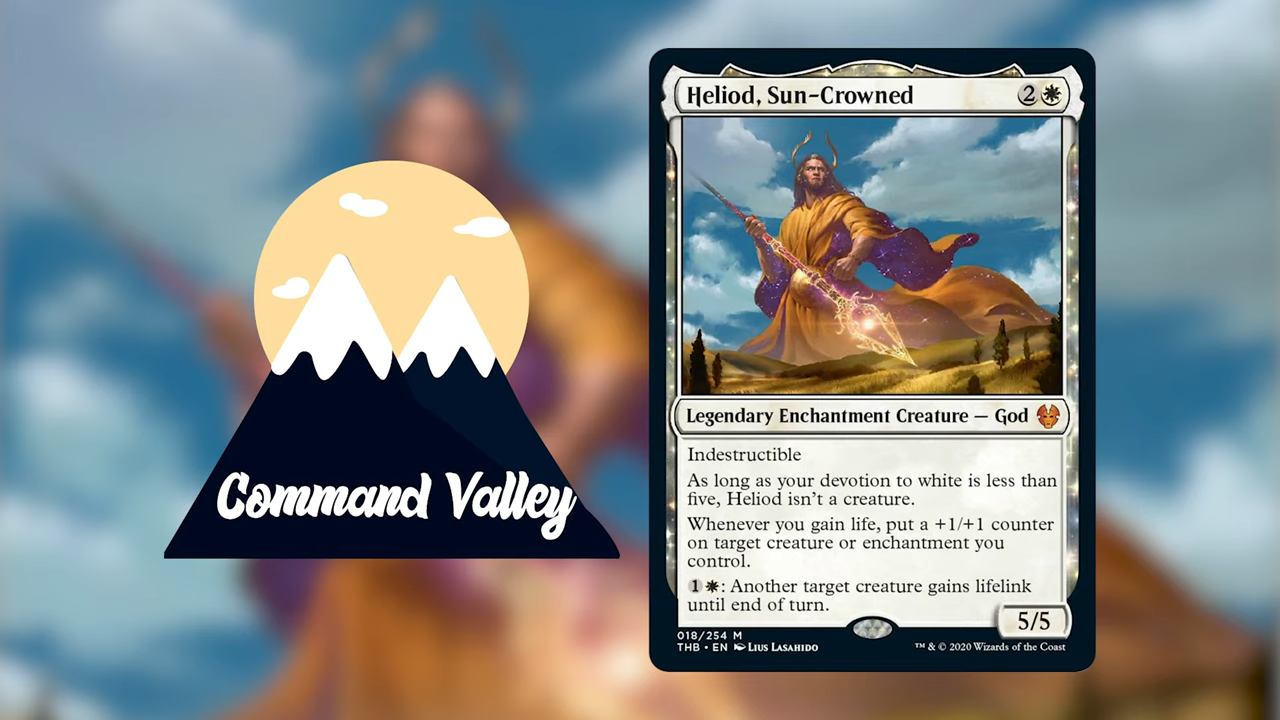 Command Valley
Heliod, Sun-Crowned
2
Legendary Enchantment Creature — God
Indestructible
As long as your devotion to white is less than
five, Heliod isn't a creature.
Whenever you gain life, put a +1/+1 counter
on target creature or enchantment you
control.
1 : Another target creature gains lifelink
until end of turn.
5/5
018/254 M
THB • EN Lius Lasahido
™ & © 2020 Wizards of the Coast